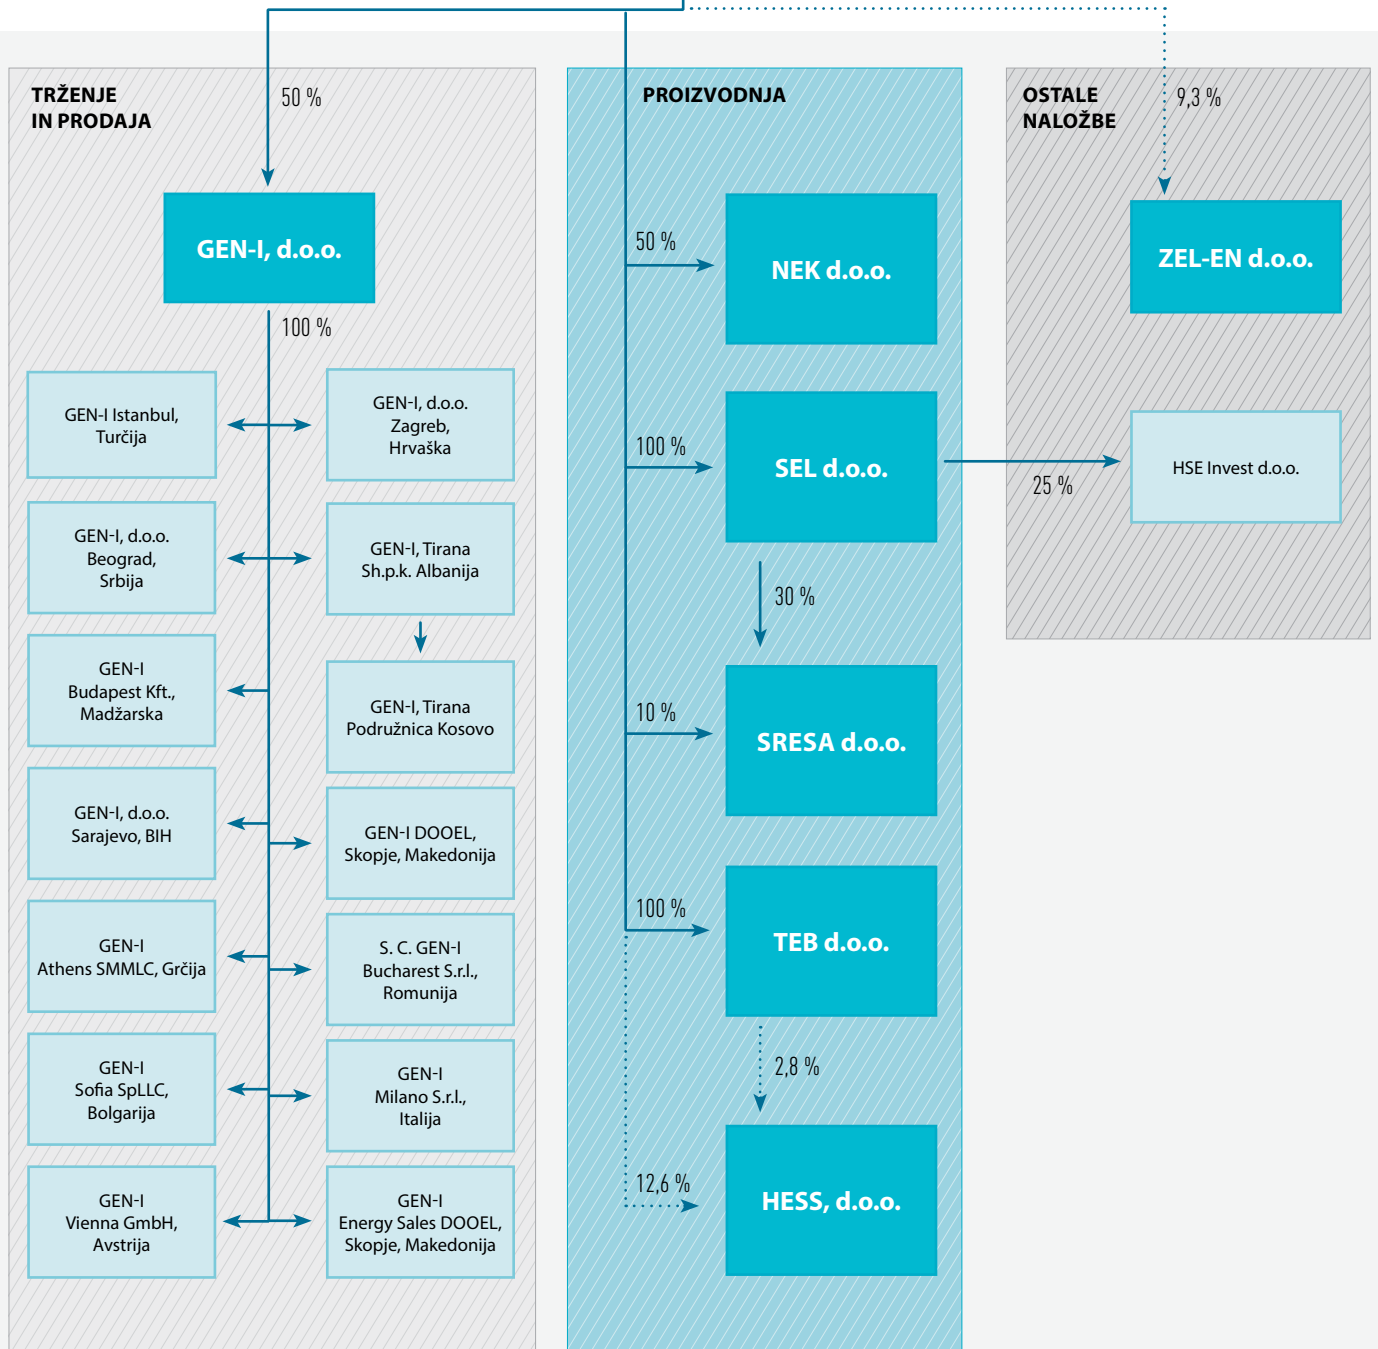 TRŽENJE
IN PRODAJA
50 %
GEN-I, d.o.o.
100 %
GEN-I Istanbul,
Turčija
GEN-I, d.o.o.
Zagreb,
Hrvaška
GEN-I, d.o.o.
Beograd,
Srbija
GEN-I, Tirana
Sh.p.k. Albanija
GEN-I
Budapest Kft.,
Madžarska
GEN-I, Tirana
Podružnica Kosovo
GEN-I, d.o.o.
Sarajevo, BIH
GEN-I DOOEL,
Skopje, Makedonija
GEN-I
Athens SMMLC, Grčija
S. C. GEN-I
Bucharest S.r.l.,
Romunija
GEN-I
Sofia SpLLC,
Bolgarija
GEN-I
Milano S.r.l.,
Italija
GEN-I
Vienna GmbH,
Avstrija
GEN-I
Energy Sales DOOEL,
Skopje, Makedonija
PROIZVODNJA
50 %
NEK d.o.o.
100 %
SEL d.o.o.
30 %
10 %
SRESA d.o.o.
100 %
TEB d.o.o.
2,8 %
12,6 %
HESS, d.o.o.
OSTALE
NALOŽBE
9,3 %
ZEL-EN d.o.o.
25 %
HSE Invest d.o.o.